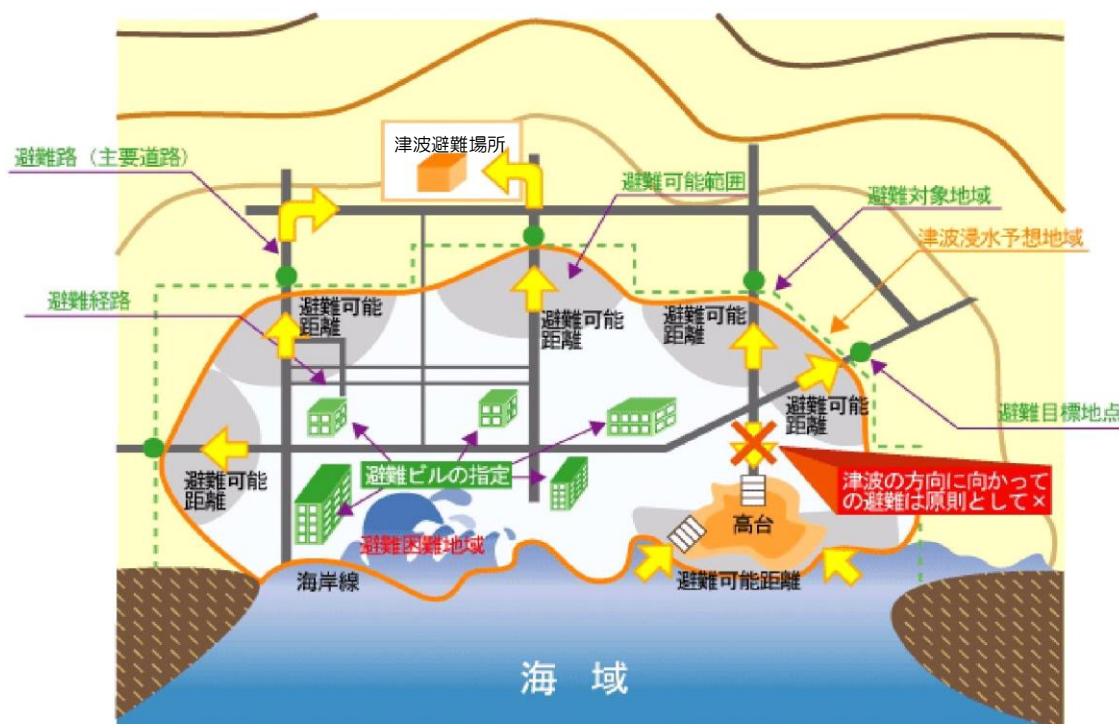 津波避難場所
避難路（主要道路）
避難可能範囲
避難対象地域
津波浸水予想地域
避難経路
避難可能
距離
避難可能
距離
避難可能
距離
避難可能
距離
避難目標地点
避難可能
距離
避難ビルの指定
津波の方向に向かって
の避難は原則として×
高台
避難困難地域
海岸線
避難可能距離
海 域